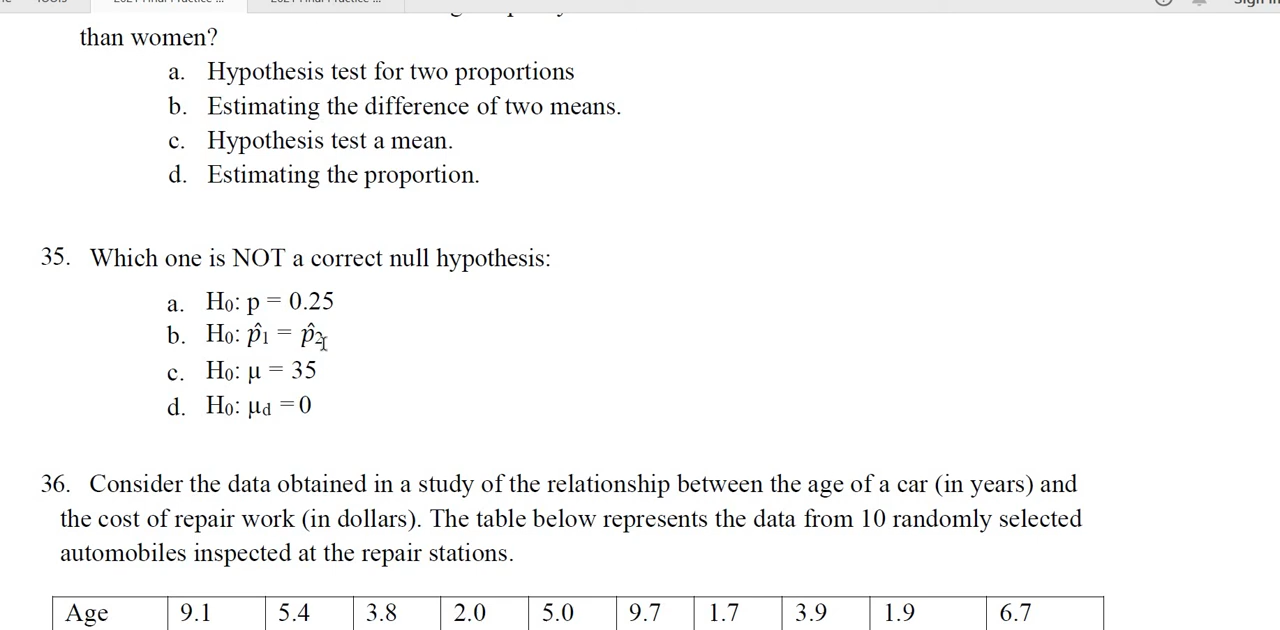 than women?
a. Hypothesis test for two proportions
b. Estimating the difference of two means.
c. Hypothesis test a mean.
d. Estimating the proportion.
35. Which one is NOT a correct null hypothesis:
a. H₀: p = 0.25
b. H₀: p̂₁ = p̂₂
c. H₀: µ = 35
d. H₀: µd =0
36. Consider the data obtained in a study of the relationship between the age of a car (in years) and
the cost of repair work (in dollars). The table below represents the data from 10 randomly selected
automobiles inspected at the repair stations.
Age 9.1 5.4 3.8 2.0 5.0 9.7 1.7 3.9 1.9 6.7